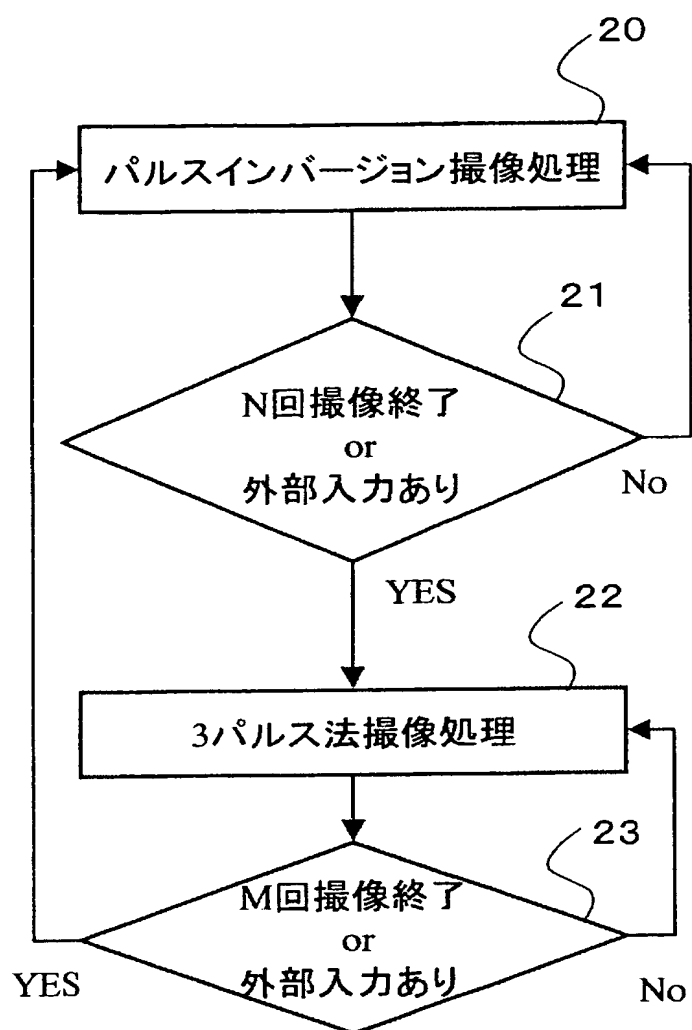 20
パルスインバージョン撮像処理
21
N回撮像終了
or
外部入力あり
No
YES
22
3パルス法撮像処理
23
M回撮像終了
or
外部入力あり
YES
No